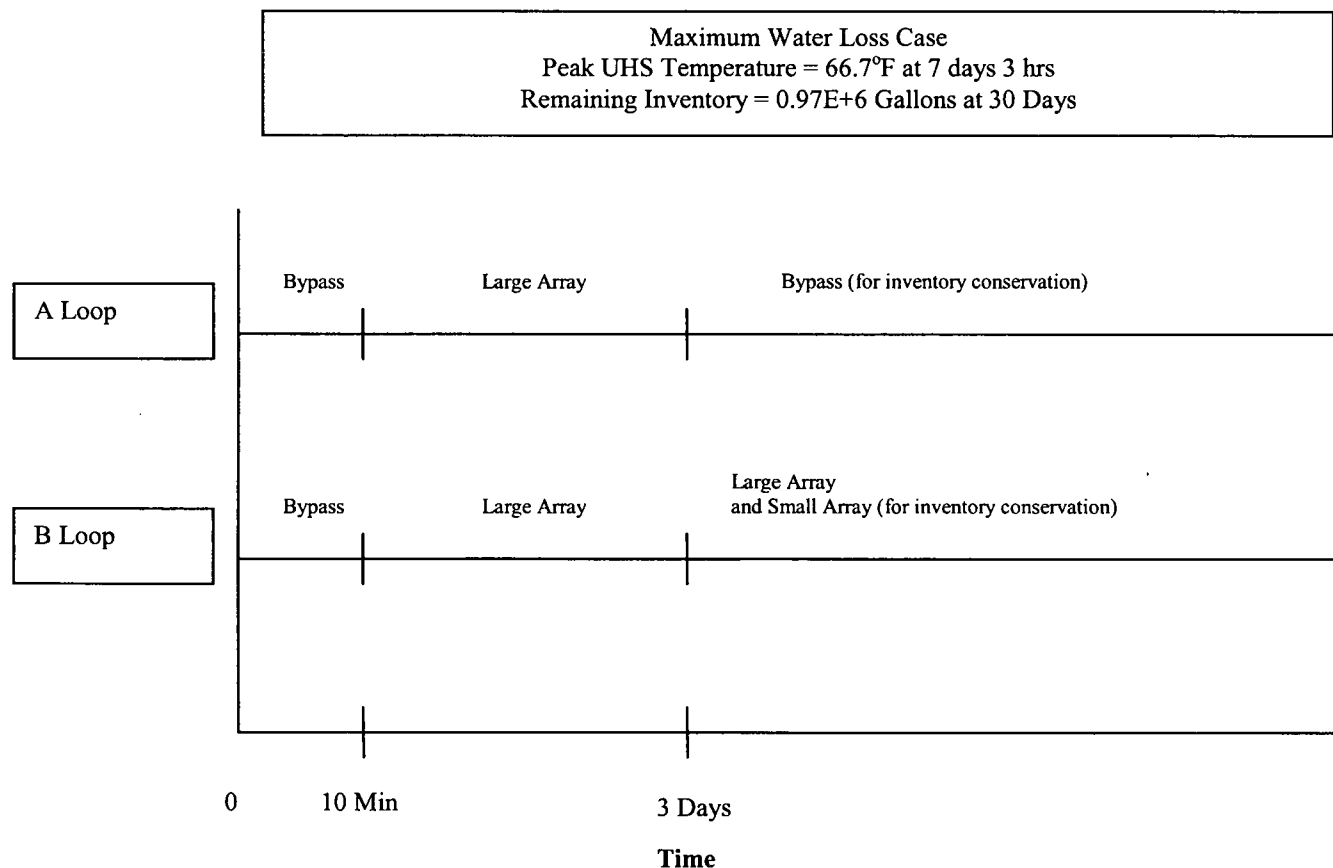 Maximum Water Loss Case
Peak UHS Temperature = 66.7°F at 7 days 3 hrs
Remaining Inventory = 0.97E+6 Gallons at 30 Days
A Loop
Bypass
Large Array
Bypass (for inventory conservation)
B Loop
Bypass
Large Array
Large Array
and Small Array (for inventory conservation)
0
10 Min
3 Days
Time